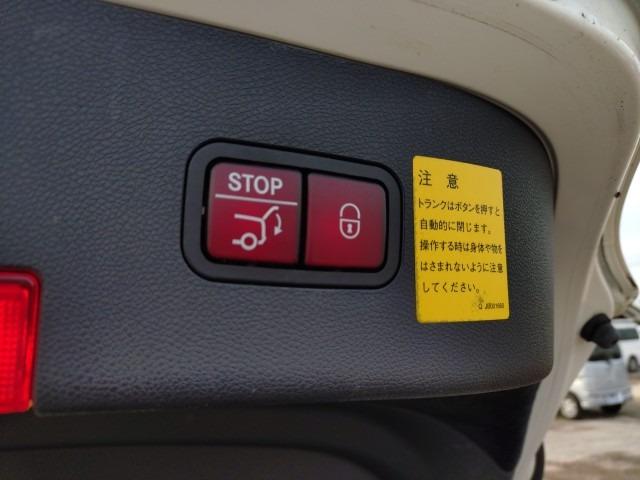 STOP
注 意
トランクはボタンを押すと
自動的に閉じます。
操作する時は身体や物を
はさまれないように注意
してください。